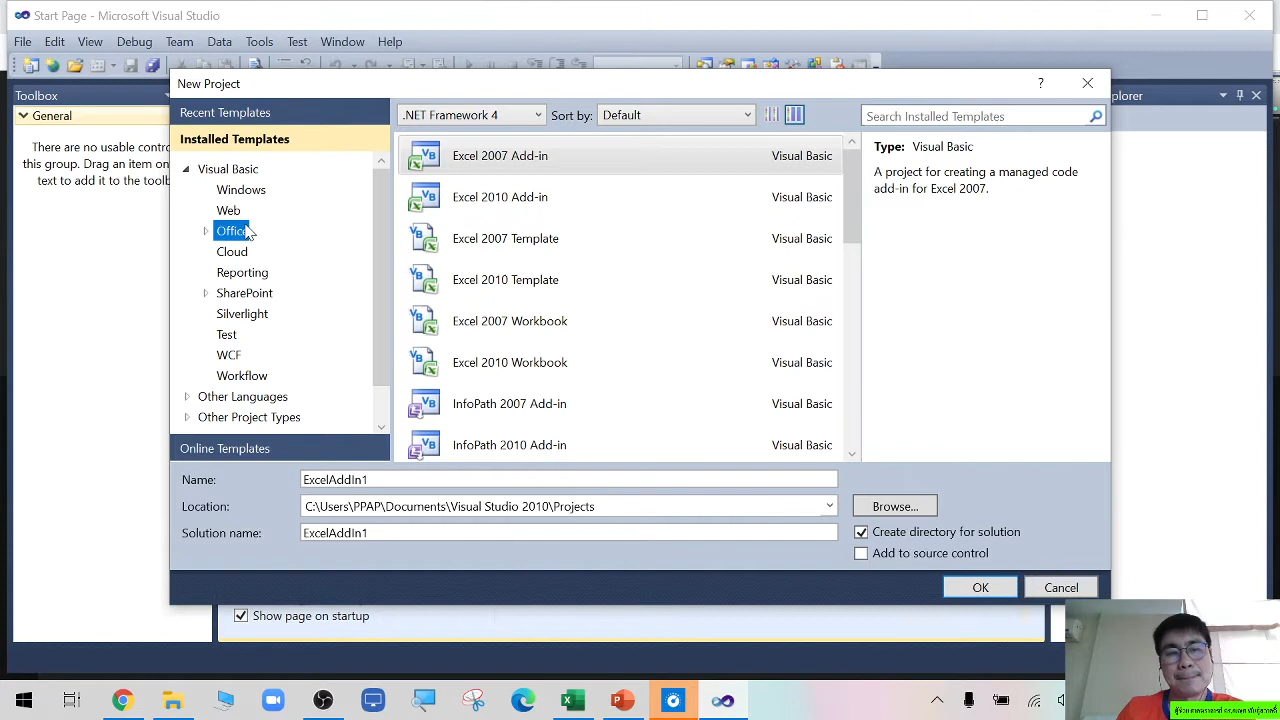 Start Page - Microsoft Visual Studio
File Edit View Debug Team Data Tools Test Window Help
Toolbox
General
There are no usable contr
this group. Drag an item on
text to add it to the toolb
New Project
Recent Templates
Installed Templates
Visual Basic
Windows
Web
Office
Cloud
Reporting
SharePoint
Silverlight
Test
WCF
Workflow
Other Languages
Other Project Types
Online Templates
.NET Framework 4
Sort by: Default
Search Installed Templates
Excel 2007 Add-in Visual Basic
Excel 2010 Add-in Visual Basic
Excel 2007 Template Visual Basic
Excel 2010 Template Visual Basic
Excel 2007 Workbook Visual Basic
Excel 2010 Workbook Visual Basic
InfoPath 2007 Add-in Visual Basic
InfoPath 2010 Add-in Visual Basic
Type: Visual Basic
A project for creating a managed code
add-in for Excel 2007.
plorer
Name: ExcelAddIn1
Location: C:\Users\PPAP\Documents\Visual Studio 2010\Projects
Browse...
Solution name: ExcelAddIn1
Create directory for solution
Add to source control
OK Cancel
Show page on startup